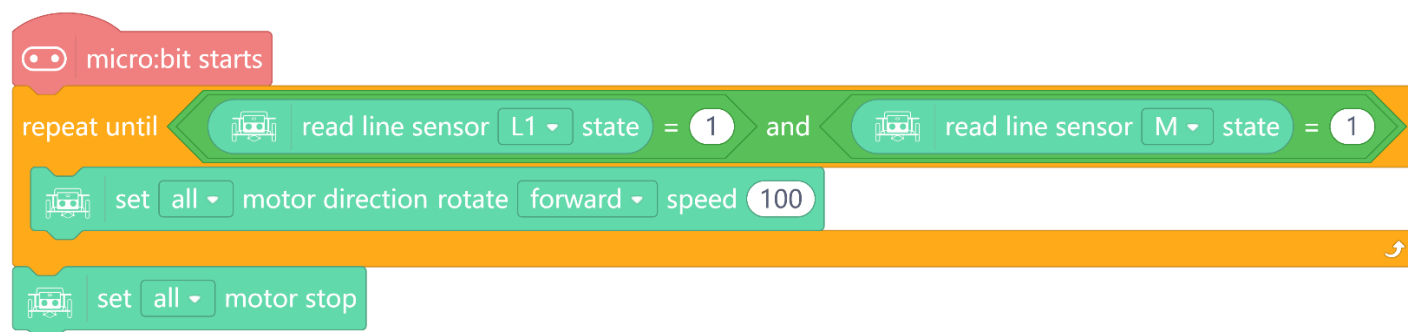 micro:bit starts
repeat until read line sensor L1 state = 1 and read line sensor M state = 1
set all motor direction rotate forward speed 100
set all motor stop